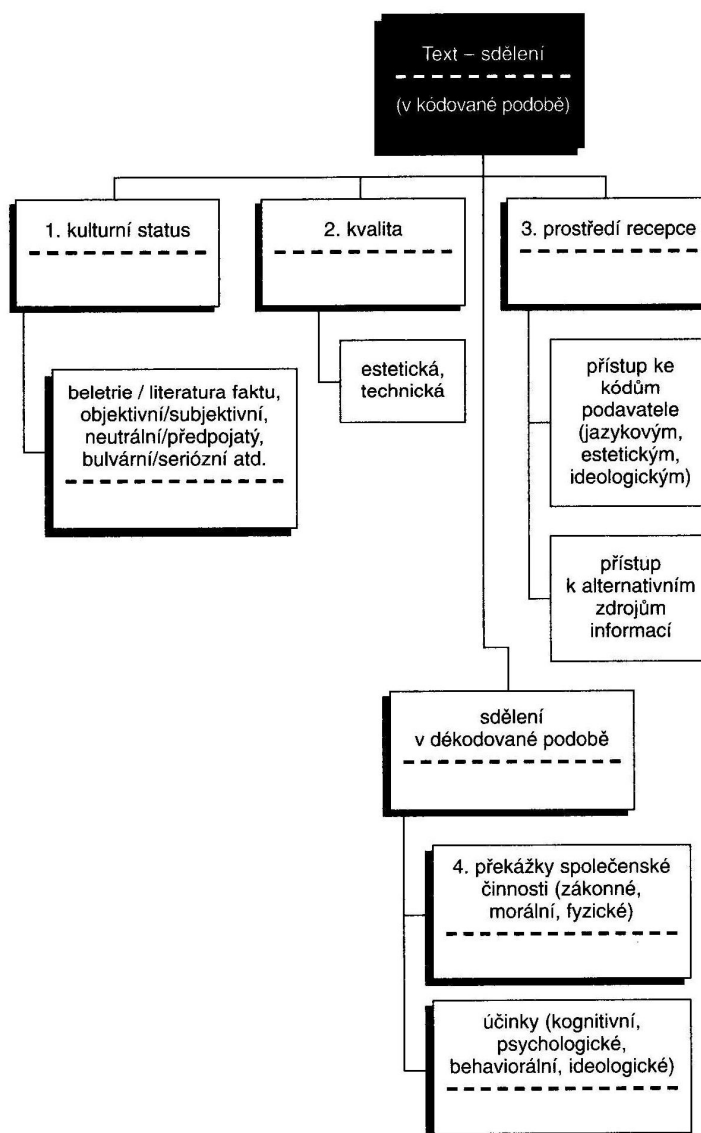 Text – sdělení
(v kódované podobě)
1. kulturní status
2. kvalita
3. prostředí recepce
beletrie / literatura faktu,
objektivní/subjektivní,
neutrální/předpojatý,
bulvární/seriózní atd.
estetická,
technická
přístup ke
kódům
podavatele
(jazykovým,
estetickým,
ideologickým)
přístup
k alternativním
zdrojům
informací
sdělení
v dékodované podobě
4. překážky společenské
činnosti (zákonné,
morální, fyzické)
účinky (kognitivní,
psychologické,
behaviorální, ideologické)